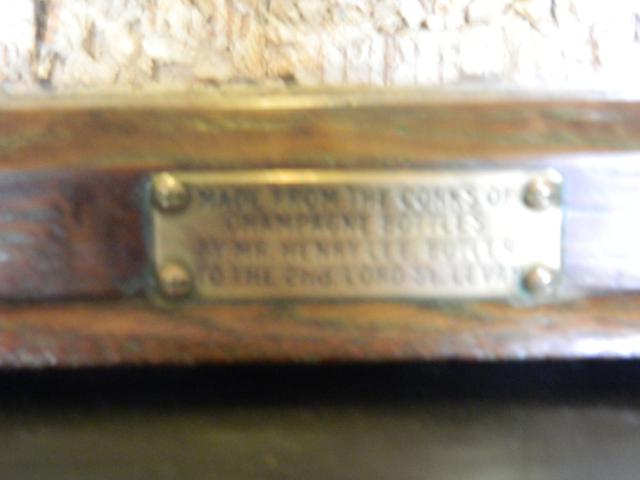 MADE FROM THE CORKS OF
CHAMPAGNE BOTTLES
BY MR HENRY LEE BUTLER
TO THE 2nd LORD St LEVAN